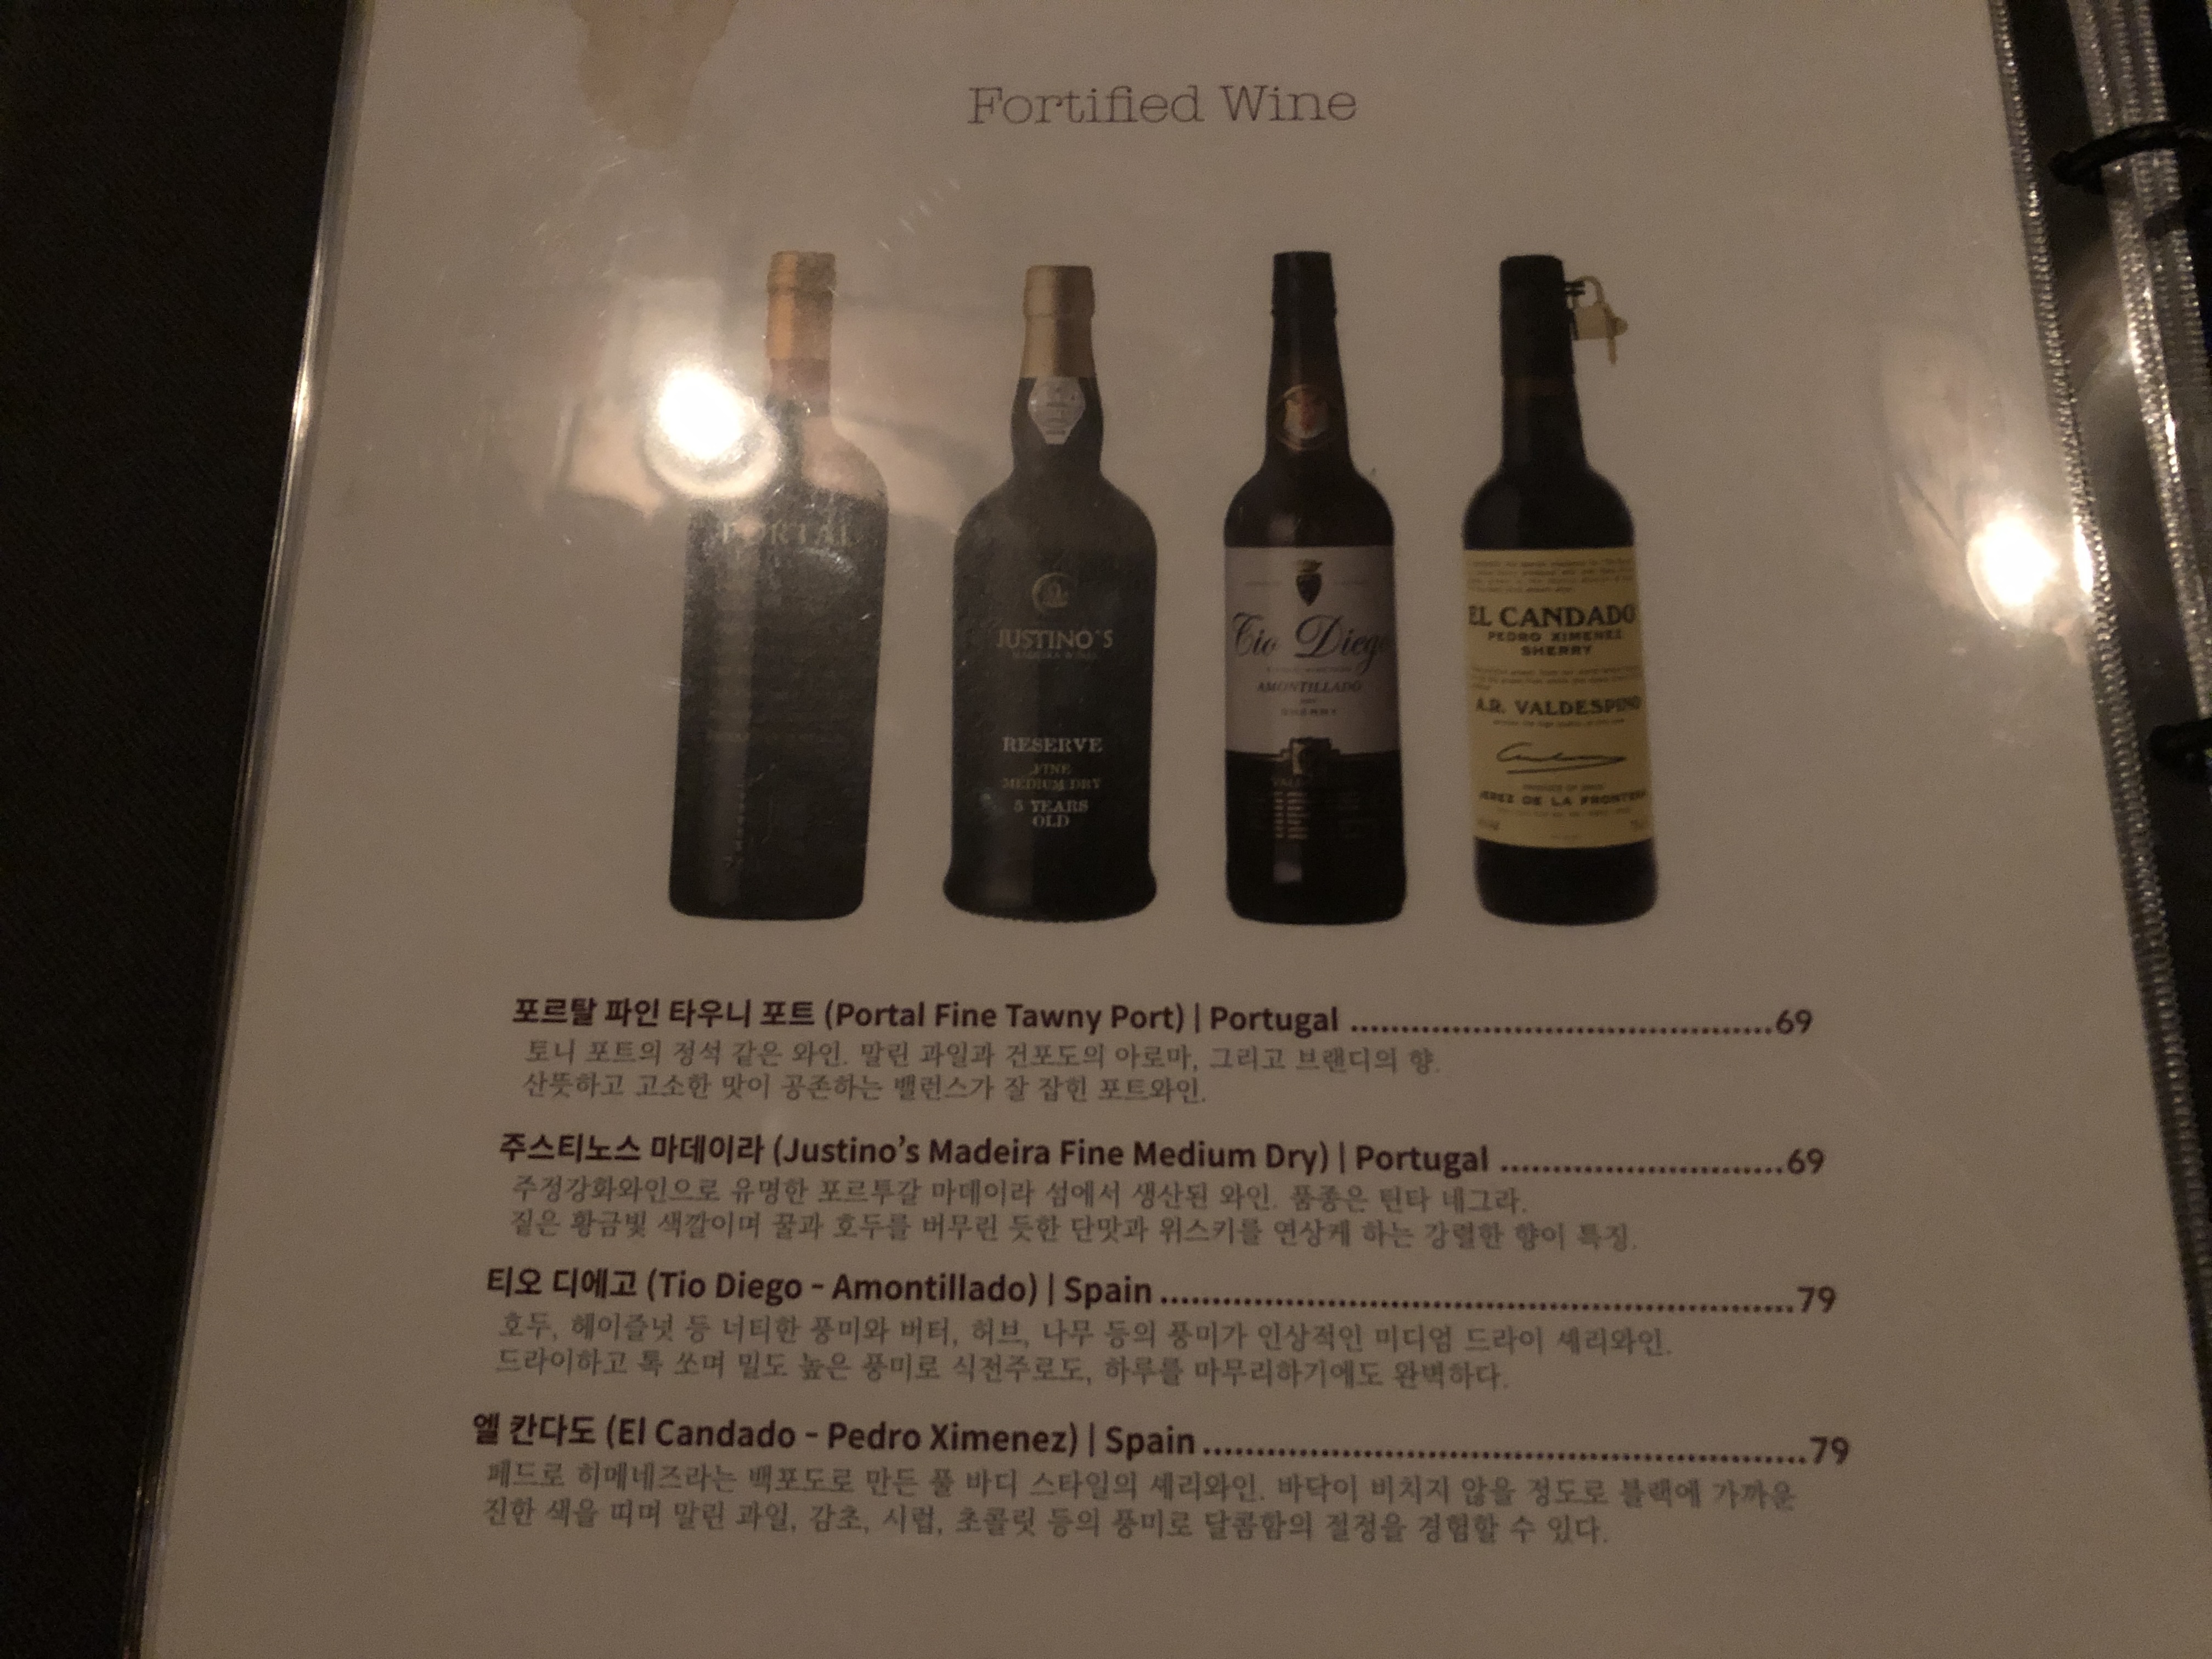 Fortified Wine
PORTAL
JUSTINO'S
MADEIRA WINES
RESERVE
FINE
MEDIUM DRY
5 YEARS
OLD
Tio Diego
AMONTILLADO
DRY
SHERRY
EL CANDADO
PEDRO XIMENEZ
SHERRY
A.R. VALDESPINO
JEREZ DE LA FRONTERA
포르탈 파인 타우니 포트 (Portal Fine Tawny Port) | Portugal ........................................69
토니 포트의 정석 같은 와인. 말린 과일과 건포도의 아로마, 그리고 브랜디의 향.
산뜻하고 고소한 맛이 공존하는 밸런스가 잘 잡힌 포트와인.
주스티노스 마데이라 (Justino's Madeira Fine Medium Dry) | Portugal ...........................69
주정강화와인으로 유명한 포르투갈 마데이라 섬에서 생산된 와인. 품종은 틴타 네그라.
짙은 황금빛 색깔이며 꿀과 호두를 버무린 듯한 단맛과 위스키를 연상케 하는 강렬한 향이 특징.
티오 디에고 (Tio Diego - Amontillado) | Spain............................................................79
호두, 헤이즐넛 등 너티한 풍미와 버터, 허브, 나무 등의 풍미가 인상적인 미디엄 드라이 셰리와인.
드라이하고 톡 쏘며 밀도 높은 풍미로 식전주로도, 하루를 마무리하기에도 완벽하다.
엘 칸다도 (El Candado - Pedro Ximenez) | Spain.........................................................79
페드로 히메네즈라는 백포도로 만든 풀 바디 스타일의 셰리와인. 바닥이 비치지 않을 정도로 블랙에 가까운
진한 색을 띠며 말린 과일, 감초, 시럽, 초콜릿 등의 풍미로 달콤함의 절정을 경험할 수 있다.